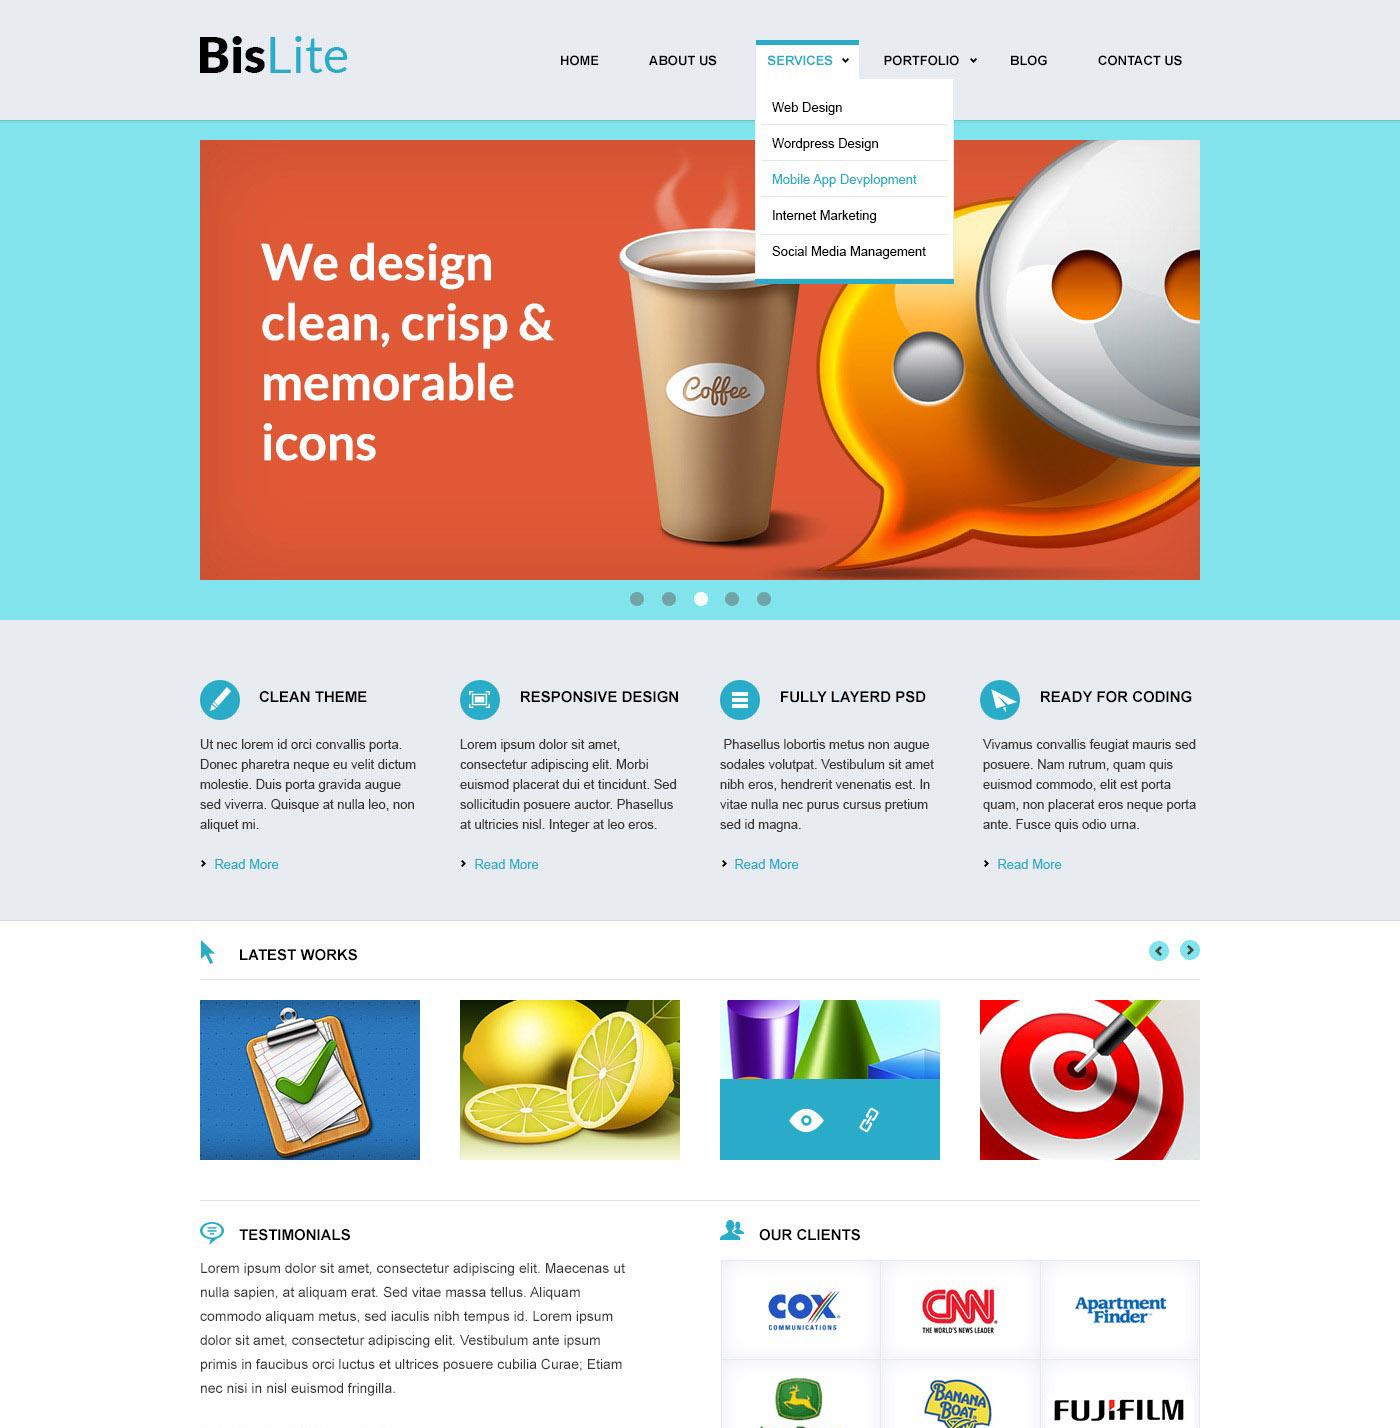 BisLite
HOME ABOUT US SERVICES PORTFOLIO BLOG CONTACT US
Web Design
Wordpress Design
Mobile App Devplopment
Internet Marketing
Social Media Management
We design
clean, crisp &
memorable
icons
Coffee
CLEAN THEME
Ut nec lorem id orci convallis porta.
Donec pharetra neque eu velit dictum
molestie. Duis porta gravida augue
sed viverra. Quisque at nulla leo, non
aliquet mi.
Read More
RESPONSIVE DESIGN
Lorem ipsum dolor sit amet,
consectetur adipiscing elit. Morbi
euismod placerat dui et tincidunt. Sed
sollicitudin posuere auctor. Phasellus
at ultricies nisl. Integer at leo eros.
Read More
FULLY LAYERD PSD
Phasellus lobortis metus non augue
sodales volutpat. Vestibulum sit amet
nibh eros, hendrerit venenatis est. In
vitae nulla nec purus cursus pretium
sed id magna.
Read More
READY FOR CODING
Vivamus convallis feugiat mauris sed
posuere. Nam rutrum, quam quis
euismod commodo, elit est porta
quam, non placerat eros neque porta
ante. Fusce quis odio urna.
Read More
LATEST WORKS
TESTIMONIALS
Lorem ipsum dolor sit amet, consectetur adipiscing elit. Maecenas ut
nulla sapien, at aliquam erat. Sed vitae massa tellus. Aliquam
commodo aliquam metus, sed iaculis nibh tempus id. Lorem ipsum
dolor sit amet, consectetur adipiscing elit. Vestibulum ante ipsum
primis in faucibus orci luctus et ultrices posuere cubilia Curae; Etiam
nec nisi in nisl euismod fringilla.
OUR CLIENTS
COX
COMMUNICATIONS
CNN
THE WORLD'S NEWS LEADER
Apartment
Finder
BANANA
BOAT
FUJIFILM